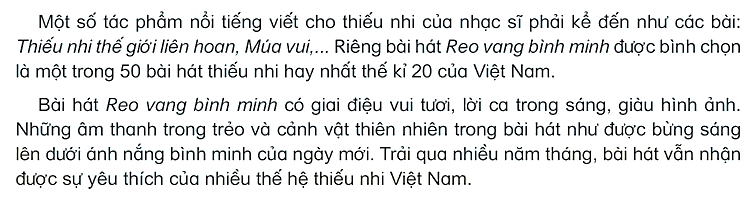 Một số tác phẩm nổi tiếng viết cho thiếu nhi của nhạc sĩ phải kể đến như các bài:
Thiếu nhi thế giới liên hoan, Múa vui,... Riêng bài hát Reo vang bình minh được bình chọn
là một trong 50 bài hát thiếu nhi hay nhất thế kỉ 20 của Việt Nam.
Bài hát Reo vang bình minh có giai điệu vui tươi, lời ca trong sáng, giàu hình ảnh.
Những âm thanh trong trẻo và cảnh vật thiên nhiên trong bài hát như được bừng sáng
lên dưới ánh nắng bình minh của ngày mới. Trải qua nhiều năm tháng, bài hát vẫn nhận
được sự yêu thích của nhiều thế hệ thiếu nhi Việt Nam.